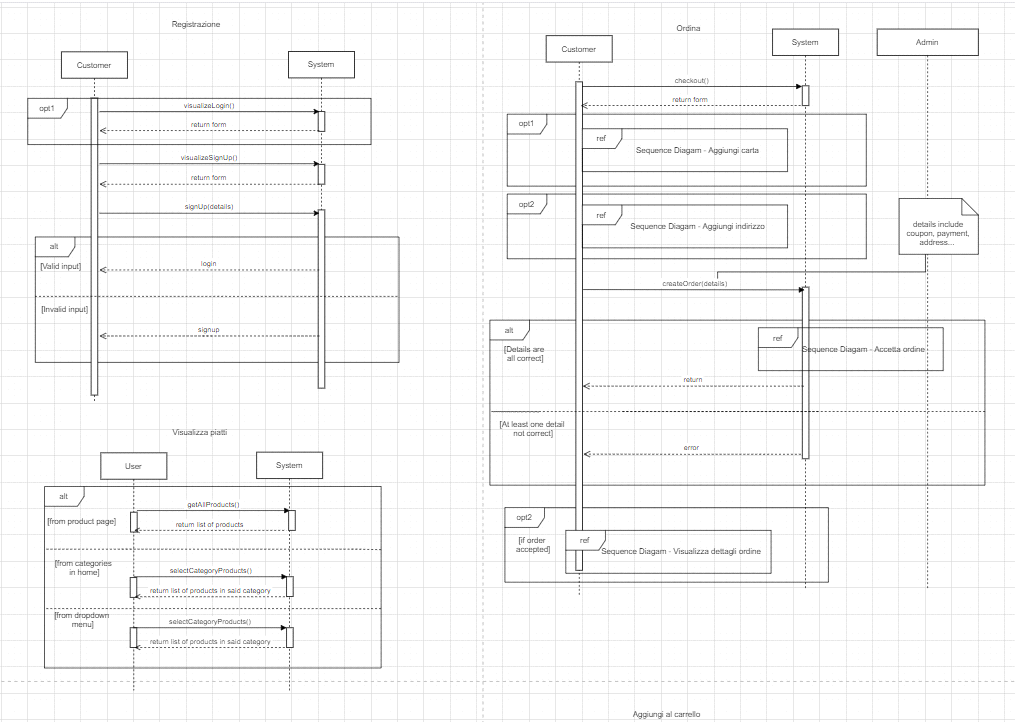 Registrazione
Customer
System
opt1
visualizeLogin()
return form
visualizeSignUp()
return form
signUp(details)
alt
[Valid input]
login
[Invalid input]
signup
Visualizza piatti
User
System
alt
getAllProducts()
[from product page]
return list of products
[from categories
in home]
selectCategoryProducts()
return list of products in said category
[from dropdown
menu]
selectCategoryProducts()
return list of products in said category
Ordina
Customer
System
Admin
checkout()
return form
opt1
ref
Sequence Diagam - Aggiungi carta
opt2
ref
Sequence Diagam - Aggiungi indirizzo
details include
coupon, payment,
address...
createOrder(details)
alt
ref
[Details are
all correct]
Sequence Diagam - Accetta ordine
return
[At least one detail
not correct]
error
opt2
[if order
accepted]
ref
Sequence Diagam - Visualizza dettagli ordine
Aggiungi al carrello